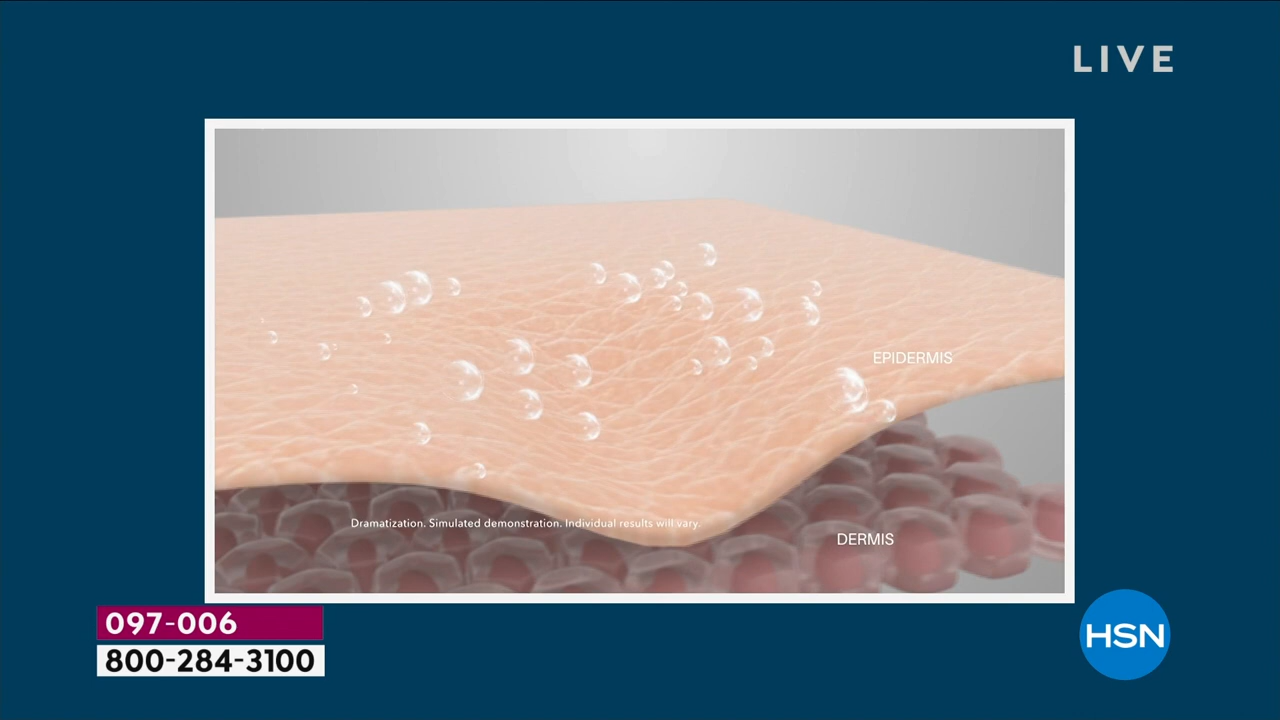 LIVE
EPIDERMIS
Dramatization. Simulated demonstration. Individual results will vary.
DERMIS
097-006
800-284-3100
HSN